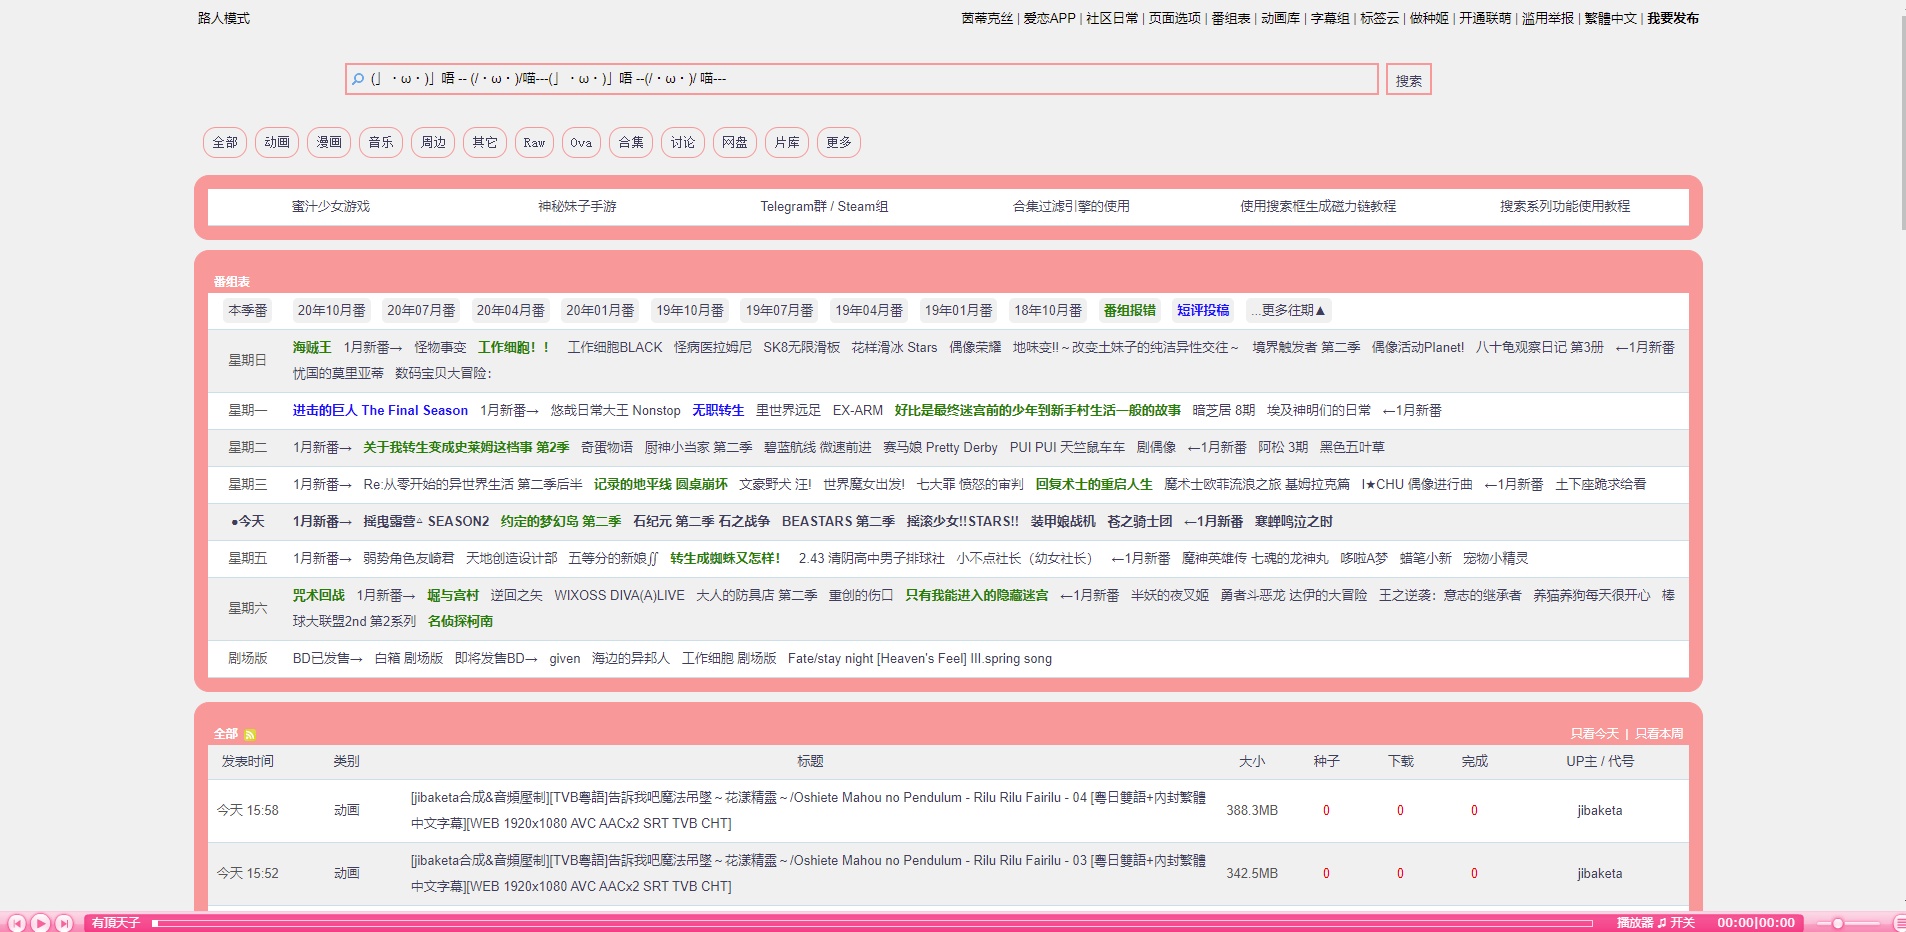 路人模式
茵蒂克丝 | 爱恋APP | 社区日常 | 页面选项 | 番组表 | 动画库 | 字幕组 | 标签云 | 做种姬 | 开通联萌 | 滥用举报 | 繁體中文 | 我要发布
(」・ω・)」唔 -- (/・ω・)/喵---(」・ω・)」唔 --(/・ω・)/ 喵---
搜索
全部 动画 漫画 音乐 周边 其它 Raw Ova 合集 讨论 网盘 片库 更多
蜜汁少女游戏 神秘妹子手游 Telegram群 / Steam组 合集过滤引擎的使用 使用搜索框生成磁力链教程 搜索系列功能使用教程
番组表
本季番 20年10月番 20年07月番 20年04月番 20年01月番 19年10月番 19年07月番 19年04月番 19年01月番 18年10月番 番组报错 短评投稿 ...更多往期▲
星期日 海贼王 1月新番→ 怪物事变 工作细胞！！ 工作细胞BLACK 怪病医拉姆尼 SK8无限滑板 花样滑冰 Stars 偶像荣耀 地味变!!～改变土妹子的纯洁异性交往～ 境界触发者 第二季 偶像活动Planet! 八十龟观察日记 第3册 ←1月新番
忧国的莫里亚蒂 数码宝贝大冒险：
星期一 进击的巨人 The Final Season 1月新番→ 悠哉日常大王 Nonstop 无职转生 里世界远足 EX-ARM 好比是最终迷宫前的少年到新手村生活一般的故事 暗芝居 8期 埃及神明们的日常 ←1月新番
星期二 1月新番→ 关于我转生变成史莱姆这档事 第2季 奇蛋物语 厨神小当家 第二季 碧蓝航线 微速前进 赛马娘 Pretty Derby PUI PUI 天竺鼠车车 剧偶像 ←1月新番 阿松 3期 黑色五叶草
星期三 1月新番→ Re:从零开始的异世界生活 第二季后半 记录的地平线 圆桌崩坏 文豪野犬 汪! 世界魔女出发! 七大罪 愤怒的审判 回复术士的重启人生 魔术士欧菲流浪之旅 基姆拉克篇 I★CHU 偶像进行曲 ←1月新番 土下座跪求给看
●今天 1月新番→ 摇曳露营△ SEASON2 约定的梦幻岛 第二季 石纪元 第二季 石之战争 BEASTARS 第二季 摇滚少女!!STARS!! 装甲娘战机 苍之骑士团 ←1月新番 寒蝉鸣泣之时
星期五 1月新番→ 弱势角色友崎君 天地创造设计部 五等分的新娘∬ 转生成蜘蛛又怎样！ 2.43 清阴高中男子排球社 小不点社长（幼女社长） ←1月新番 魔神英雄传 七魂的龙神丸 哆啦A梦 蜡笔小新 宠物小精灵
星期六 咒术回战 1月新番→ 堀与宫村 逆回之矢 WIXOSS DIVA(A)LIVE 大人的防具店 第二季 重创的伤口 只有我能进入的隐藏迷宫 ←1月新番 半妖的夜叉姬 勇者斗恶龙 达伊的大冒险 王之逆袭：意志的继承者 养猫养狗每天很开心 棒
球大联盟2nd 第2系列 名侦探柯南
剧场版 BD已发售→ 白箱 剧场版 即将发售BD→ given 海边的异邦人 工作细胞 剧场版 Fate/stay night [Heaven's Feel] III.spring song
全部 只看今天 | 只看本周
发表时间 类别 标题 大小 种子 下载 完成 UP主 / 代号
今天 15:58 动画 [jibaketa合成&音頻壓制][TVB粵語]告訴我吧魔法吊墜～花漾精靈～/Oshiete Mahou no Pendulum - Rilu Rilu Fairilu - 04 [粵日雙語+內封繁體
中文字幕][WEB 1920x1080 AVC AACx2 SRT TVB CHT] 388.3MB 0 0 0 jibaketa
今天 15:52 动画 [jibaketa合成&音頻壓制][TVB粵語]告訴我吧魔法吊墜～花漾精靈～/Oshiete Mahou no Pendulum - Rilu Rilu Fairilu - 03 [粵日雙語+內封繁體
中文字幕][WEB 1920x1080 AVC AACx2 SRT TVB CHT] 342.5MB 0 0 0 jibaketa
有頂天子 播放器 ♫ 开关 00:00|00:00